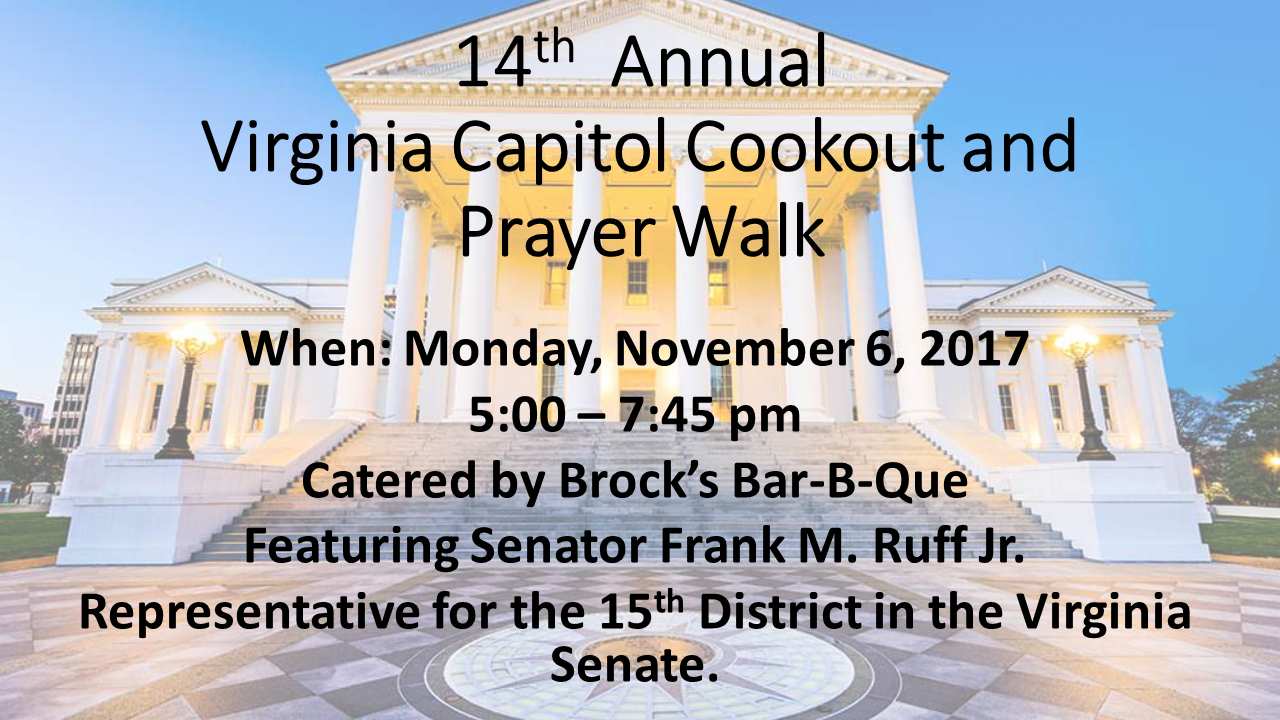 14th Annual
Virginia Capitol Cookout and
Prayer Walk
When: Monday, November 6, 2017
5:00 – 7:45 pm
Catered by Brock’s Bar-B-Que
Featuring Senator Frank M. Ruff Jr.
Representative for the 15th District in the Virginia
Senate.